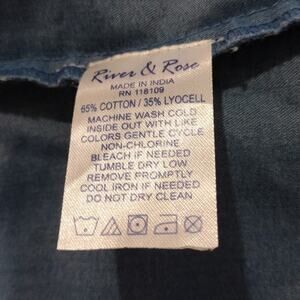 River & Rose
MADE IN INDIA
RN 118109
65% COTTON / 35% LYOCELL
MACHINE WASH COLD
INSIDE OUT WITH LIKE
COLORS GENTLE CYCLE
NON-CHLORINE
BLEACH IF NEEDED
TUMBLE DRY LOW
REMOVE PROMPTLY
COOL IRON IF NEEDED
DO NOT DRY CLEAN